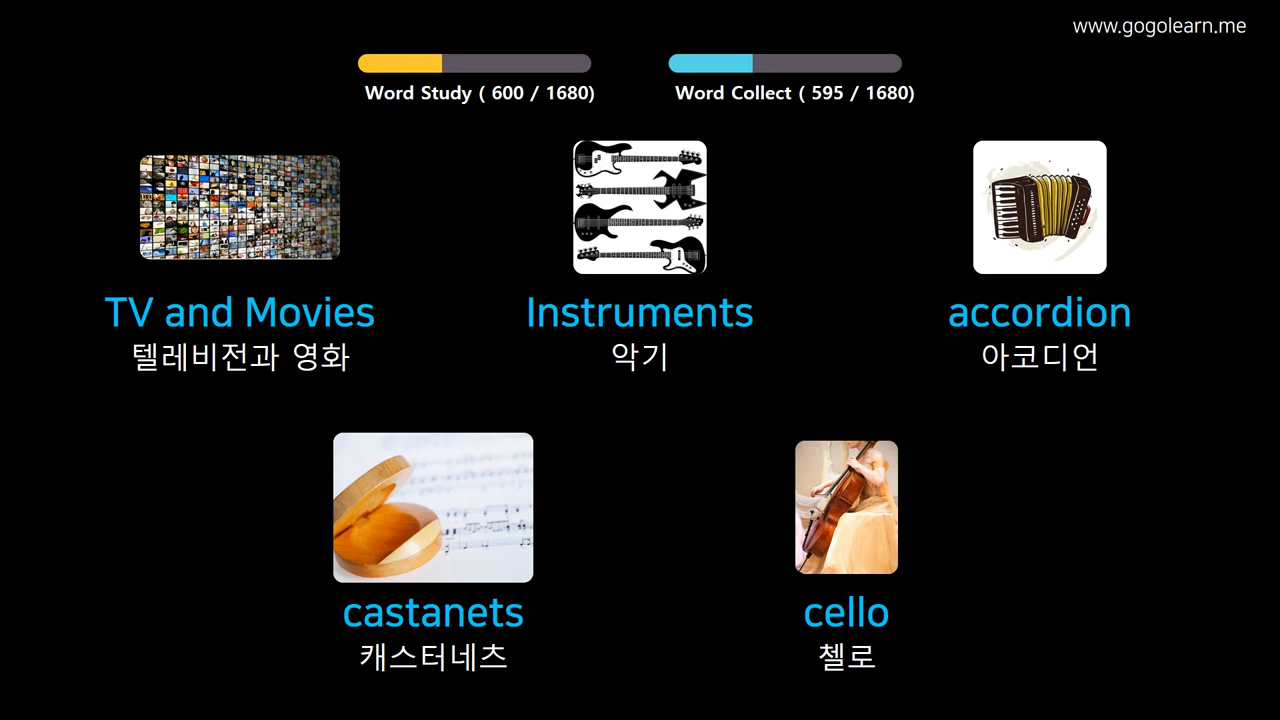 www.gogolearn.me
Word Study ( 600 / 1680)
Word Collect ( 595 / 1680)
TV and Movies
텔레비전과 영화
Instruments
악기
accordion
아코디언
castanets
캐스터네츠
cello
첼로